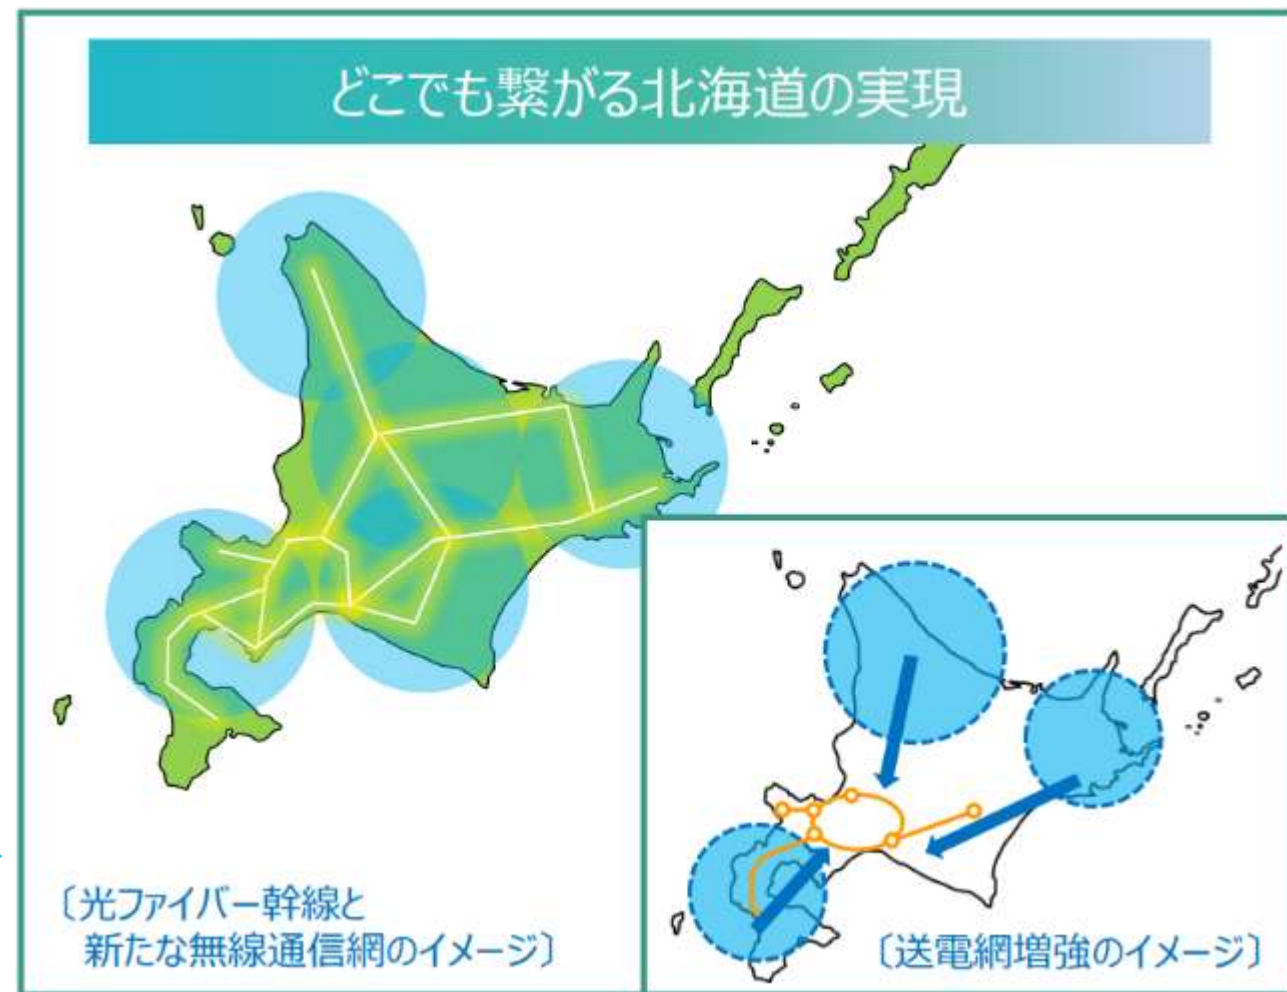 どこでも繋がる北海道の実現
〔光ファイバー幹線と
新たな無線通信網のイメージ〕
〔送電網増強のイメージ〕